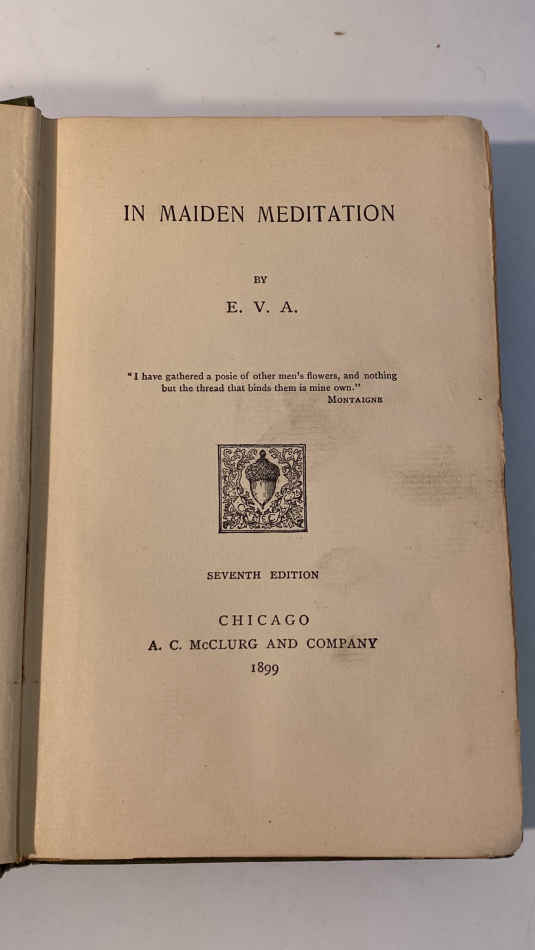 IN MAIDEN MEDITATION
BY
E. V. A.
"I have gathered a posie of other men's flowers, and nothing
but the thread that binds them is mine own."
MONTAIGNE
SEVENTH EDITION
CHICAGO
A. C. McCLURG AND COMPANY
1899